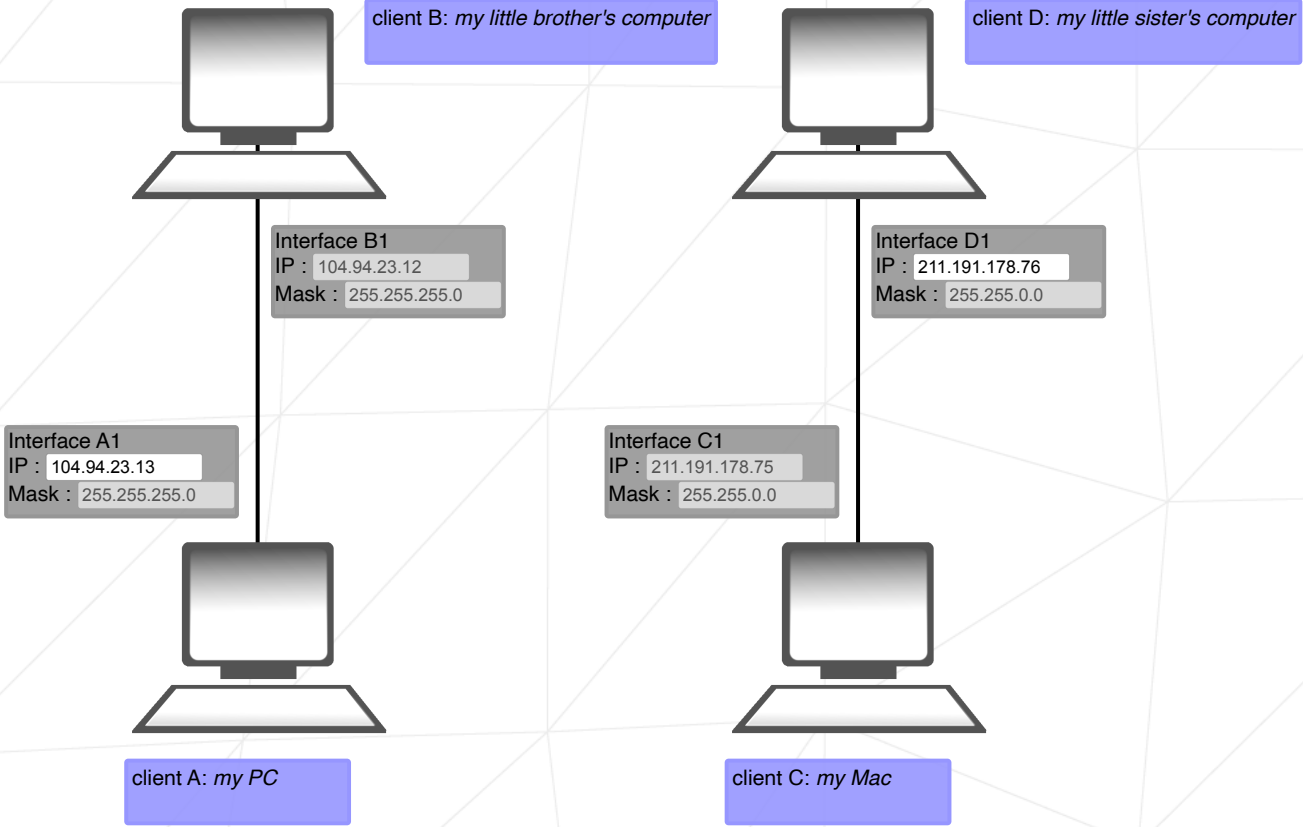 client B: my little brother's computer
client D: my little sister's computer
Interface B1
IP : 104.94.23.12
Mask : 255.255.255.0
Interface D1
IP : 211.191.178.76
Mask : 255.255.0.0
Interface A1
IP : 104.94.23.13
Mask : 255.255.255.0
Interface C1
IP : 211.191.178.75
Mask : 255.255.0.0
client A: my PC
client C: my Mac